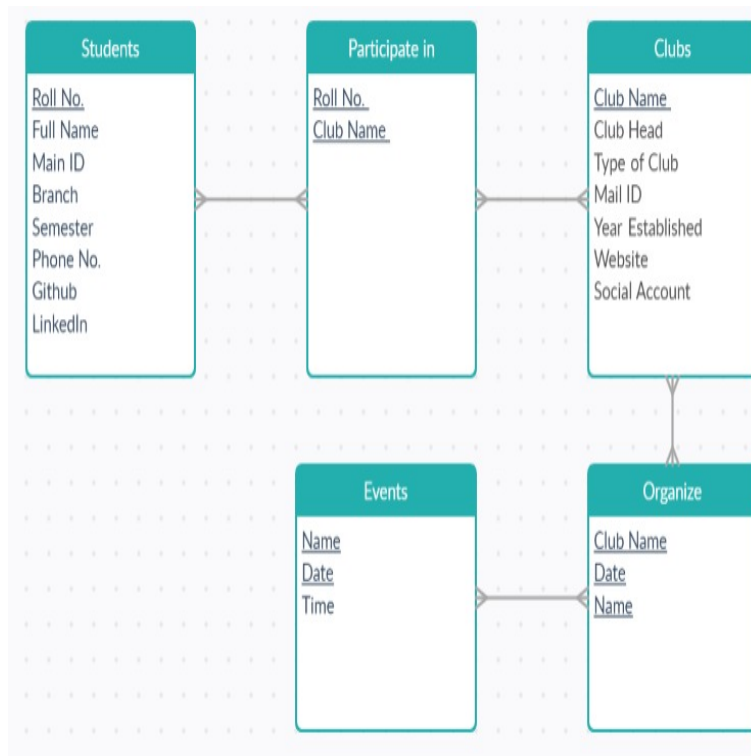 Students
Roll No.
Full Name
Main ID
Branch
Semester
Phone No.
Github
LinkedIn
Participate in
Roll No.
Club Name
Clubs
Club Name
Club Head
Type of Club
Mail ID
Year Established
Website
Social Account
Events
Name
Date
Time
Organize
Club Name
Date
Name